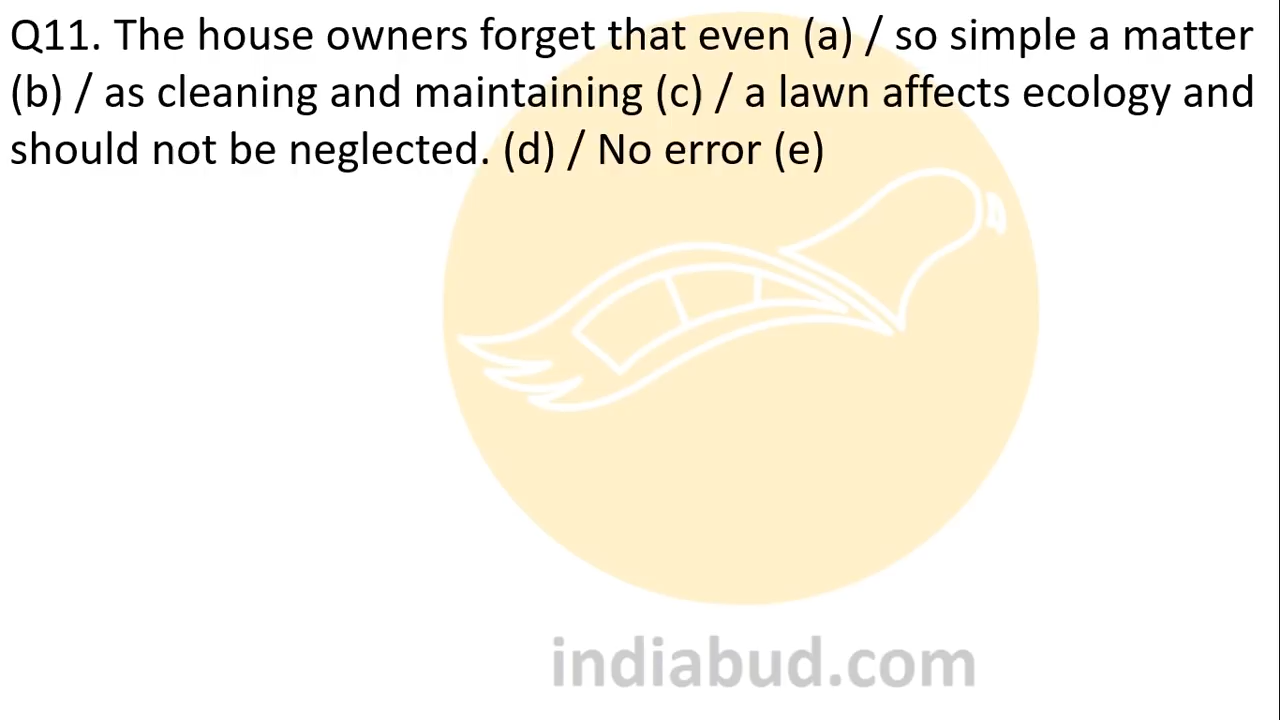 Q11. The house owners forget that even (a) / so simple a matter
(b) / as cleaning and maintaining (c) / a lawn affects ecology and
should not be neglected. (d) / No error (e)
indiabud.com